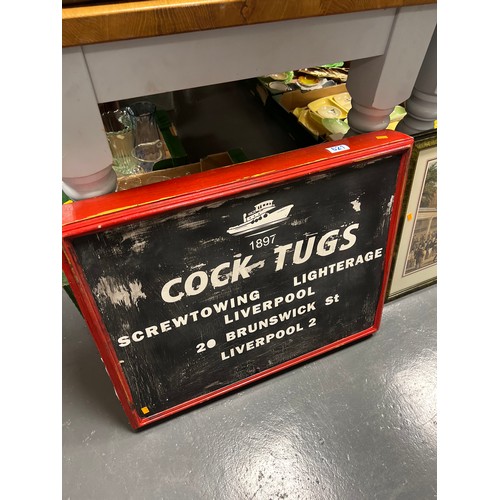 1897
COCK TUGS
SCREWTOWING LIGHTERAGE
LIVERPOOL
20 BRUNSWICK St
LIVERPOOL 2